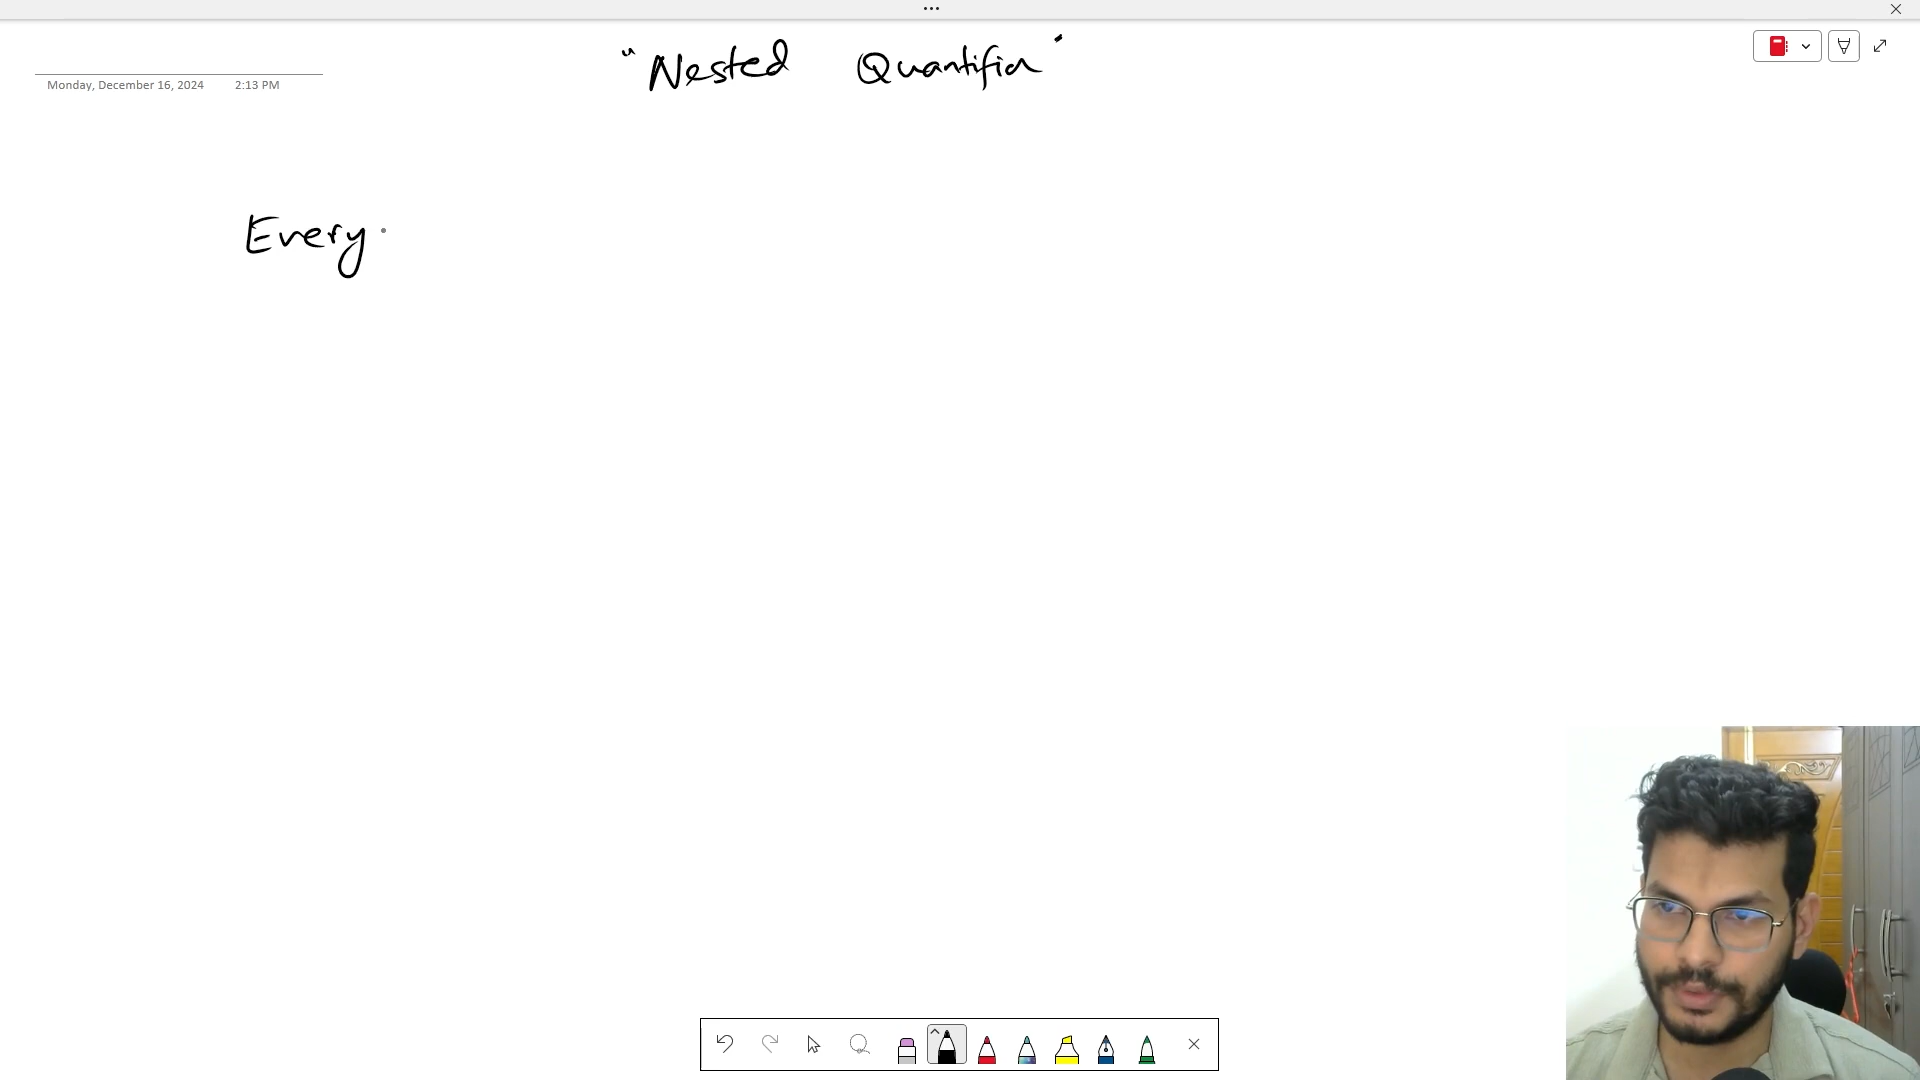 "Nested Quantifier"
Monday, December 16, 2024 2:13 PM
Every